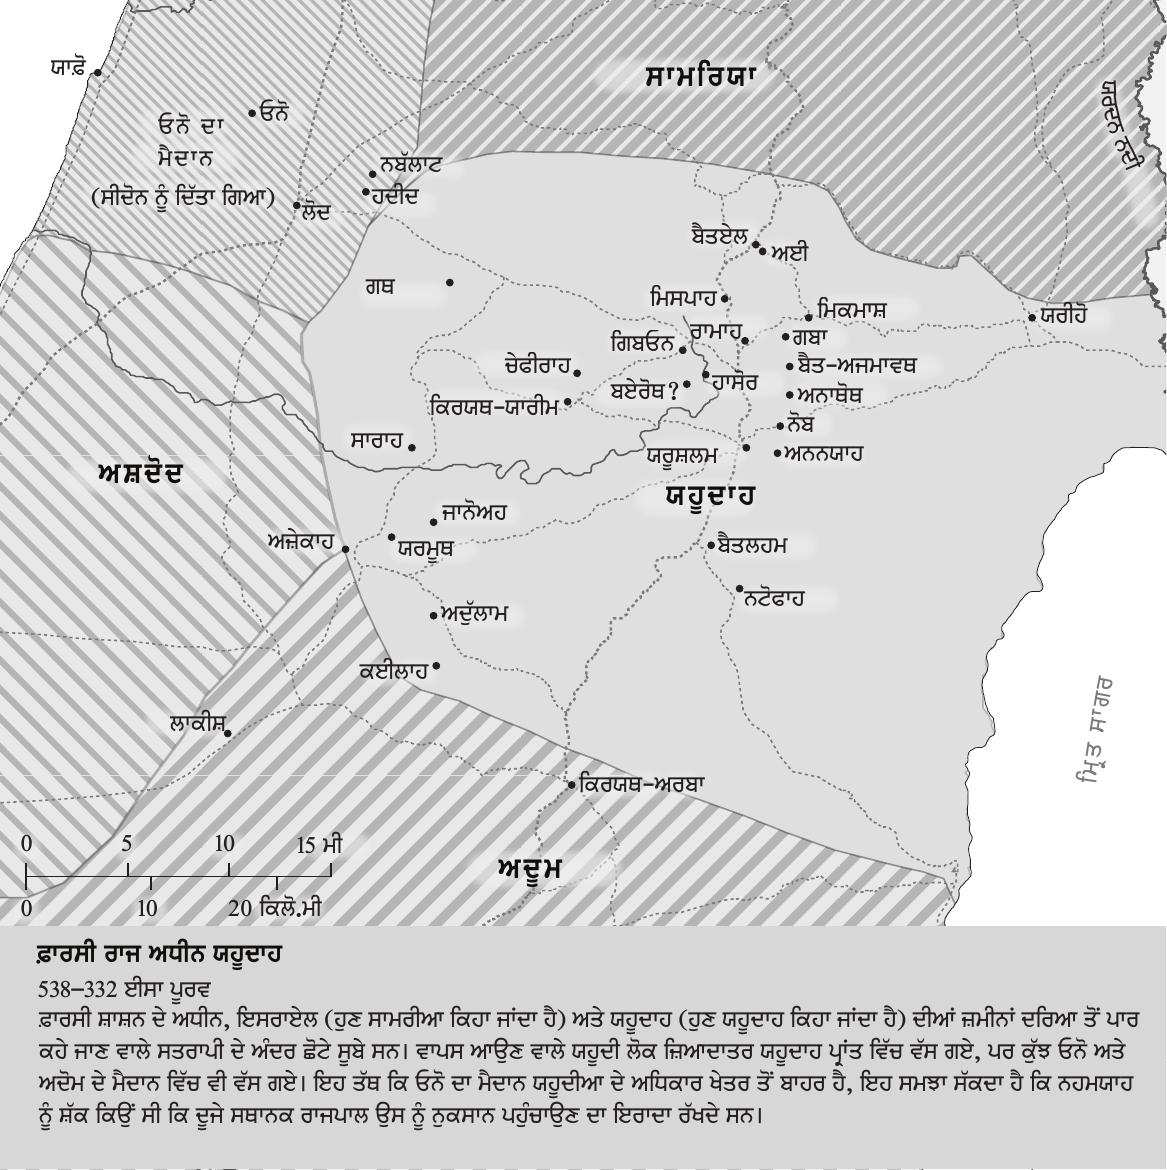 ਯਾਫ਼ੋ
ਸਾਮਰਿਯਾ
ਯਰਦਨ ਨਦੀ
ਓਨੋ
ਓਨੋ ਦਾ
ਮੈਦਾਨ
(ਸੀਦੋਨ ਨੂੰ ਦਿੱਤਾ ਗਿਆ)
ਨਬੱਲਾਟ
ਹਦੀਦ
ਲੋਦ
ਬੈਤਏਲ
ਅਈ
ਗਥ
ਮਿਸਪਾਹ
ਮਿਕਮਾਸ਼
ਯਰੀਹੋ
ਰਾਮਾਹ
ਗਬਾ
ਗਿਬਓਨ
ਚੇਫੀਰਾਹ
ਬੈਤ-ਅਜਮਾਵਥ
ਹਾਸੋਰ
ਬਏਰੋਥ?
ਅਨਾਥੋਥ
ਕਿਰਯਥ-ਯਾਰੀਮ
ਨੋਬ
ਸਾਰਾਹ
ਯਰੂਸ਼ਲਮ
ਅਨਨਯਾਹ
ਅਸ਼ਦੋਦ
ਯਹੂਦਾਹ
ਜਾਨੋਅਹ
ਅਜ਼ੇਕਾਹ
ਯਰਮੂਥ
ਬੈਤਲਹਮ
ਨਟੋਫਾਹ
ਅਦੁੱਲਾਮ
ਕਈਲਾਹ
ਲਾਕੀਸ਼
ਮ੍ਰਿਤ ਸਾਗਰ
ਕਿਰਯਥ-ਅਰਬਾ
ਅਦੂਮ
0 5 10 15 ਮੀ
0 10 20 ਕਿਲੋ.ਮੀ
ਫ਼ਾਰਸੀ ਰਾਜ ਅਧੀਨ ਯਹੂਦਾਹ
538–332 ਈਸਾ ਪੂਰਵ
ਫ਼ਾਰਸੀ ਸ਼ਾਸ਼ਨ ਦੇ ਅਧੀਨ, ਇਸਰਾਏਲ (ਹੁਣ ਸਾਮਰੀਆ ਕਿਹਾ ਜਾਂਦਾ ਹੈ) ਅਤੇ ਯਹੂਦਾਹ (ਹੁਣ ਯਹੂਦਾਹ ਕਿਹਾ ਜਾਂਦਾ ਹੈ) ਦੀਆਂ ਜ਼ਮੀਨਾਂ ਦਰਿਆ ਤੋਂ ਪਾਰ
ਕਹੇ ਜਾਣ ਵਾਲੇ ਸਤਰਾਪੀ ਦੇ ਅੰਦਰ ਛੋਟੇ ਸੂਬੇ ਸਨ। ਵਾਪਸ ਆਉਣ ਵਾਲੇ ਯਹੂਦੀ ਲੋਕ ਜ਼ਿਆਦਾਤਰ ਯਹੂਦਾਹ ਪ੍ਰਾਂਤ ਵਿੱਚ ਵੱਸ ਗਏ, ਪਰ ਕੁੱਝ ਓਨੋ ਅਤੇ
ਅਦੋਮ ਦੇ ਮੈਦਾਨ ਵਿੱਚ ਵੀ ਵੱਸ ਗਏ। ਇਹ ਤੱਥ ਕਿ ਓਨੋ ਦਾ ਮੈਦਾਨ ਯਹੂਦੀਆ ਦੇ ਅਧਿਕਾਰ ਖੇਤਰ ਤੋਂ ਬਾਹਰ ਹੈ, ਇਹ ਸਮਝਾ ਸੱਕਦਾ ਹੈ ਕਿ ਨਹਮਯਾਹ
ਨੂੰ ਸ਼ੱਕ ਕਿਉਂ ਸੀ ਕਿ ਦੂਜੇ ਸਥਾਨਕ ਰਾਜਪਾਲ ਉਸ ਨੂੰ ਨੁਕਸਾਨ ਪਹੁੰਚਾਉਣ ਦਾ ਇਰਾਦਾ ਰੱਖਦੇ ਸਨ।